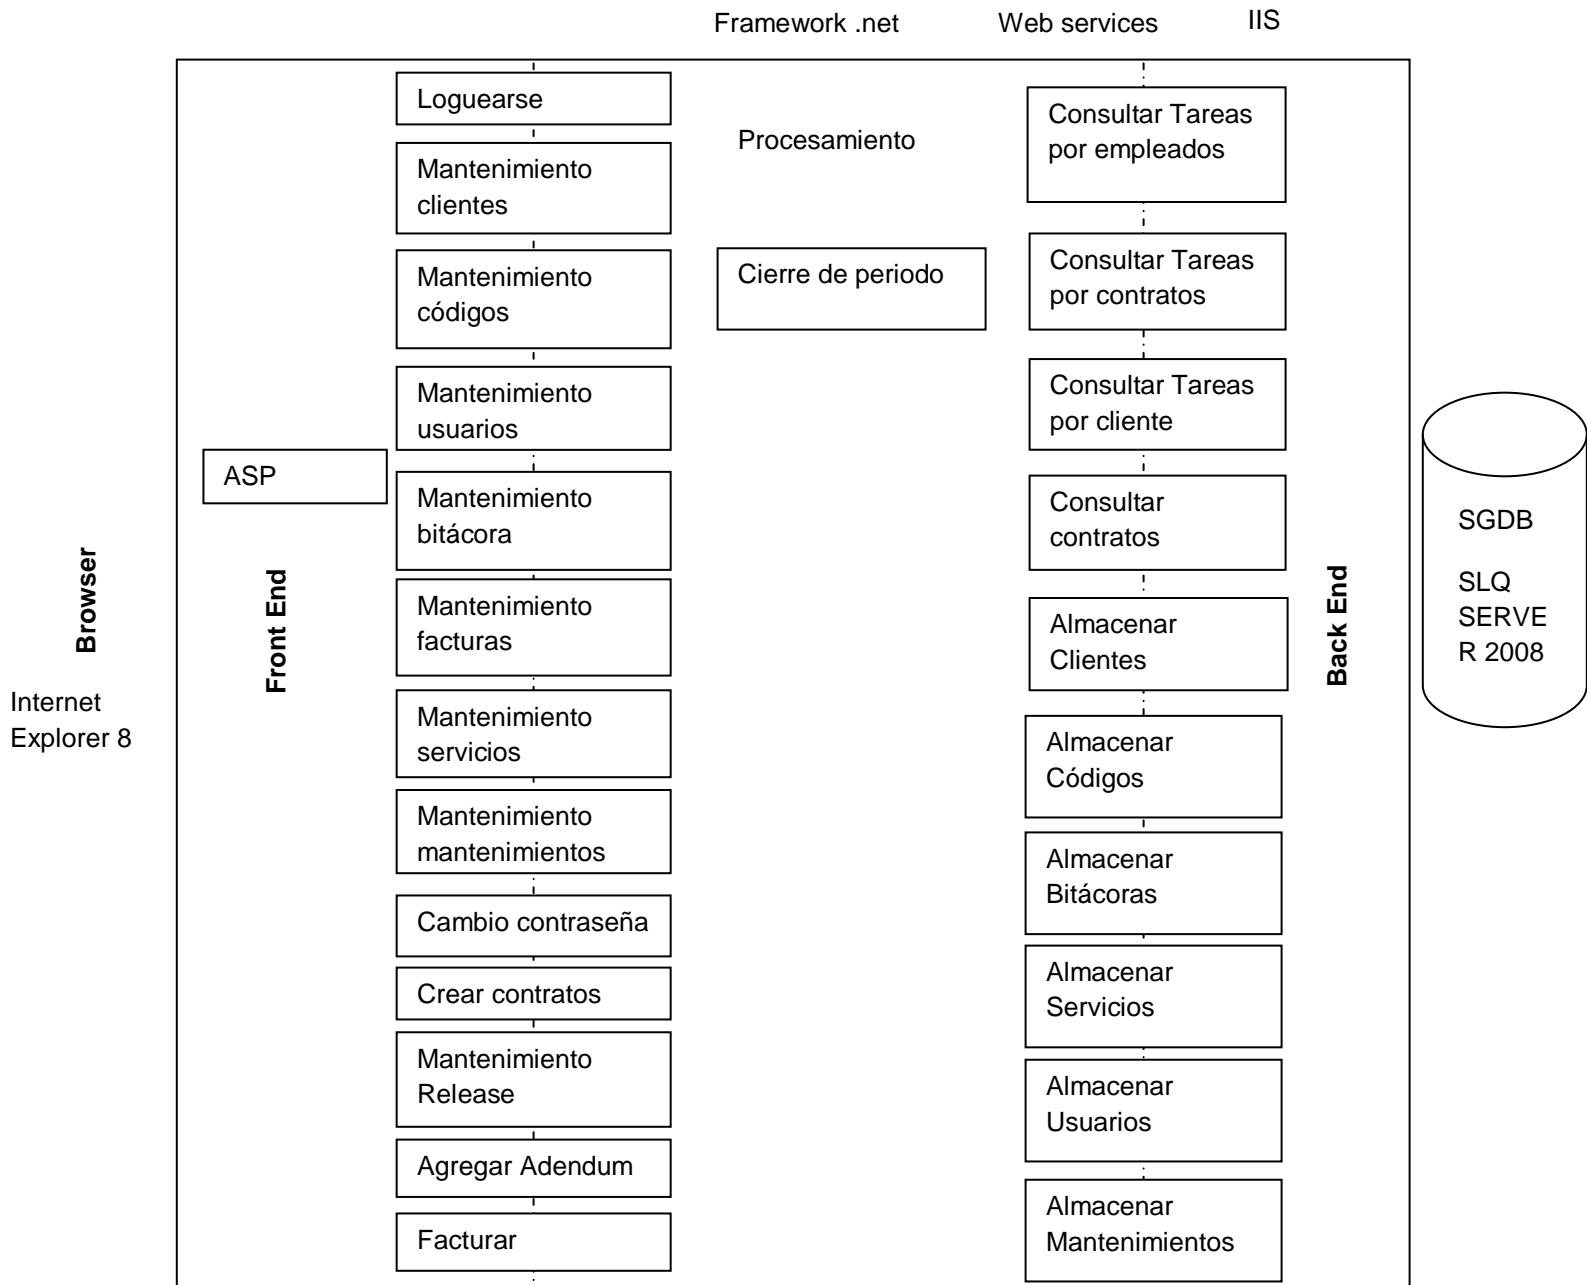 Framework .net
Web services
IIS
Loguearse
Mantenimiento
clientes
Mantenimiento
códigos
Mantenimiento
usuarios
ASP
Mantenimiento
bitácora
Mantenimiento
facturas
Mantenimiento
servicios
Mantenimiento
mantenimientos
Cambio contraseña
Crear contratos
Mantenimiento
Release
Agregar Adendum
Facturar
Browser
Internet
Explorer 8
Front End
Procesamiento
Cierre de periodo
Consultar Tareas
por empleados
Consultar Tareas
por contratos
Consultar Tareas
por cliente
Consultar
contratos
Almacenar
Clientes
Almacenar
Códigos
Almacenar
Bitácoras
Almacenar
Servicios
Almacenar
Usuarios
Almacenar
Mantenimientos
Back End
SGDB
SLQ
SERVE
R 2008